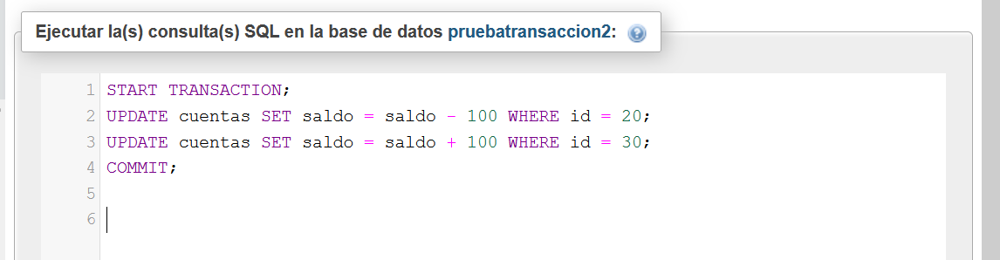 Ejecutar la(s) consulta(s) SQL en la base de datos pruebatransaccion2:
1 START TRANSACTION;
2 UPDATE cuentas SET saldo = saldo - 100 WHERE id = 20;
3 UPDATE cuentas SET saldo = saldo + 100 WHERE id = 30;
4 COMMIT;
5
6